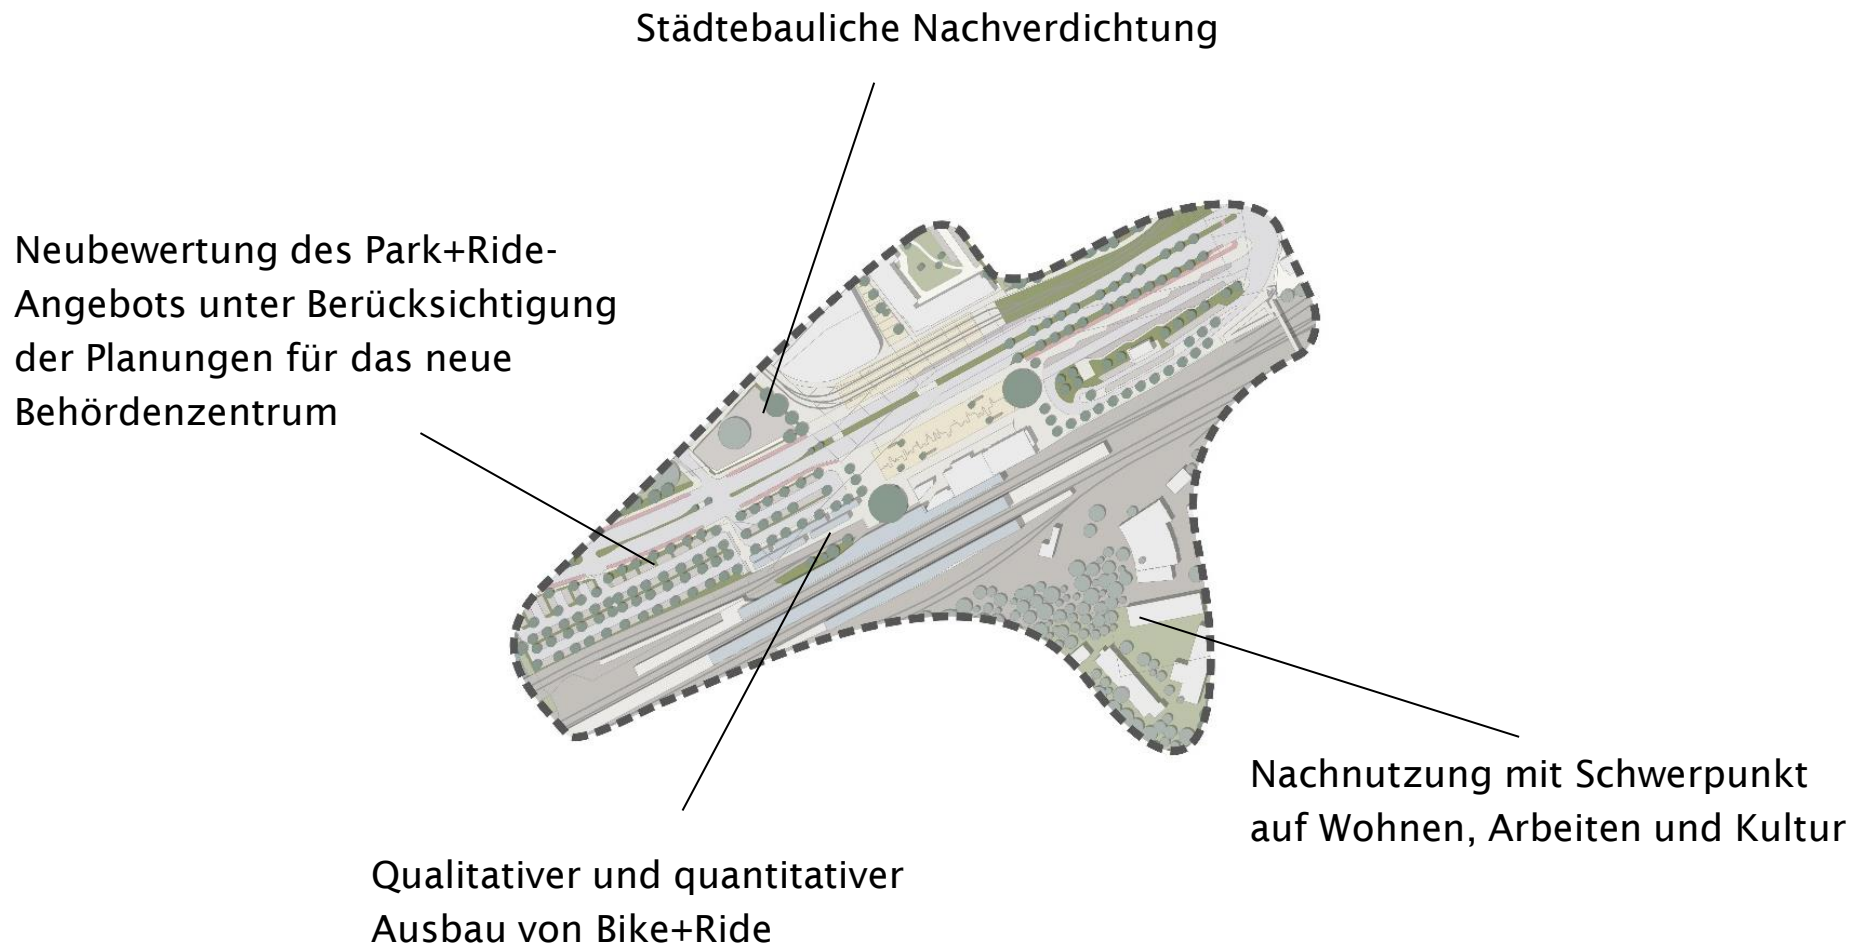 Städtebauliche Nachverdichtung
Neubewertung des Park+Ride-
Angebots unter Berücksichtigung
der Planungen für das neue
Behördenzentrum
Nachnutzung mit Schwerpunkt
auf Wohnen, Arbeiten und Kultur
Qualitativer und quantitativer
Ausbau von Bike+Ride